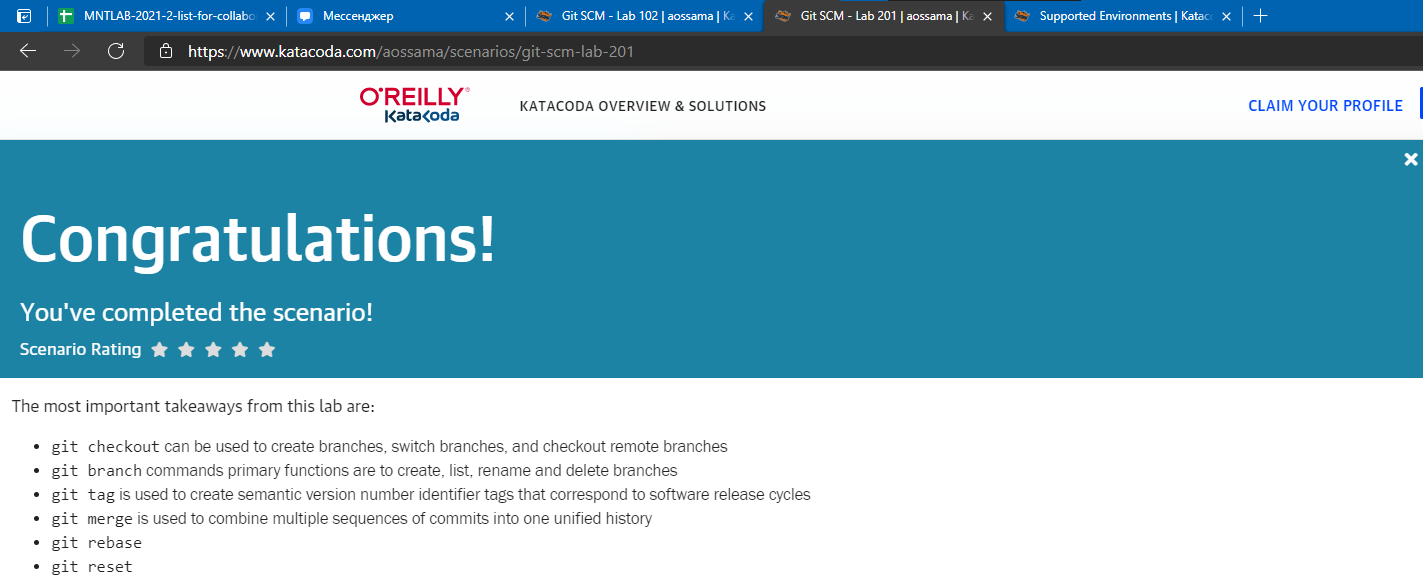 MNTLAB-2021-2-list-for-collabo
Мессенджер
Git SCM - Lab 102 | aossama | Ka
Git SCM - Lab 201 | aossama | Ka
Supported Environments | Katac
https://www.katacoda.com/aossama/scenarios/git-scm-lab-201
O'REILLY®
Katacoda
KATACODA OVERVIEW & SOLUTIONS
CLAIM YOUR PROFILE
Congratulations!
You've completed the scenario!
Scenario Rating
The most important takeaways from this lab are:
• git checkout can be used to create branches, switch branches, and checkout remote branches
• git branch commands primary functions are to create, list, rename and delete branches
• git tag is used to create semantic version number identifier tags that correspond to software release cycles
• git merge is used to combine multiple sequences of commits into one unified history
• git rebase
• git reset